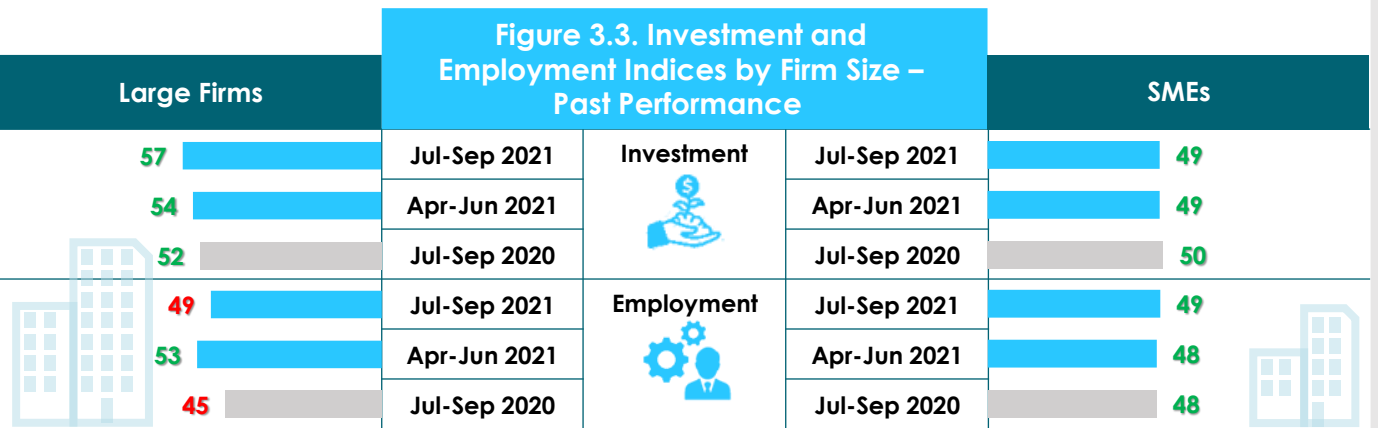 Figure 3.3. Investment and
Employment Indices by Firm Size –
Past Performance
Large Firms
SMEs
57 Jul-Sep 2021 Investment Jul-Sep 2021 49
54 Apr-Jun 2021 Apr-Jun 2021 49
52 Jul-Sep 2020 Jul-Sep 2020 50
49 Jul-Sep 2021 Employment Jul-Sep 2021 49
53 Apr-Jun 2021 Apr-Jun 2021 48
45 Jul-Sep 2020 Jul-Sep 2020 48
$